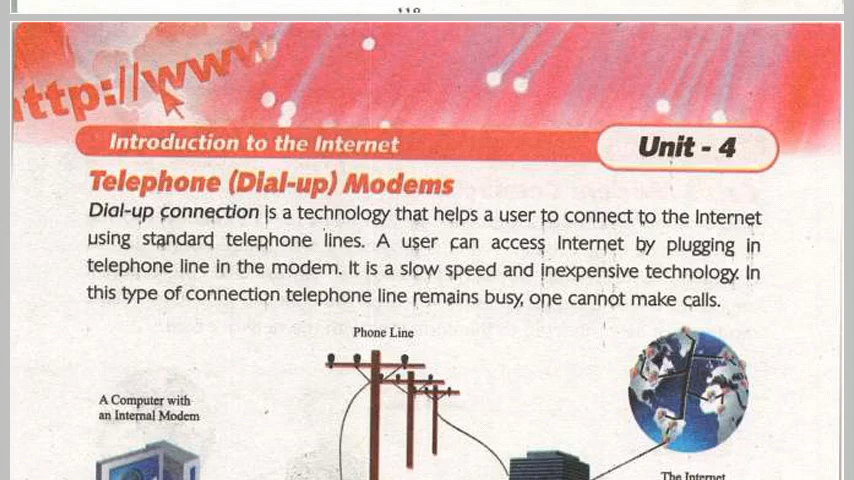 http://www
Introduction to the Internet
Unit - 4
Telephone (Dial-up) Modems
Dial-up connection is a technology that helps a user to connect to the Internet
using standard telephone lines. A user can access Internet by plugging in
telephone line in the modem. It is a slow speed and inexpensive technology. In
this type of connection telephone line remains busy, one cannot make calls.
Phone Line
A Computer with
an Internal Modem
The Internet